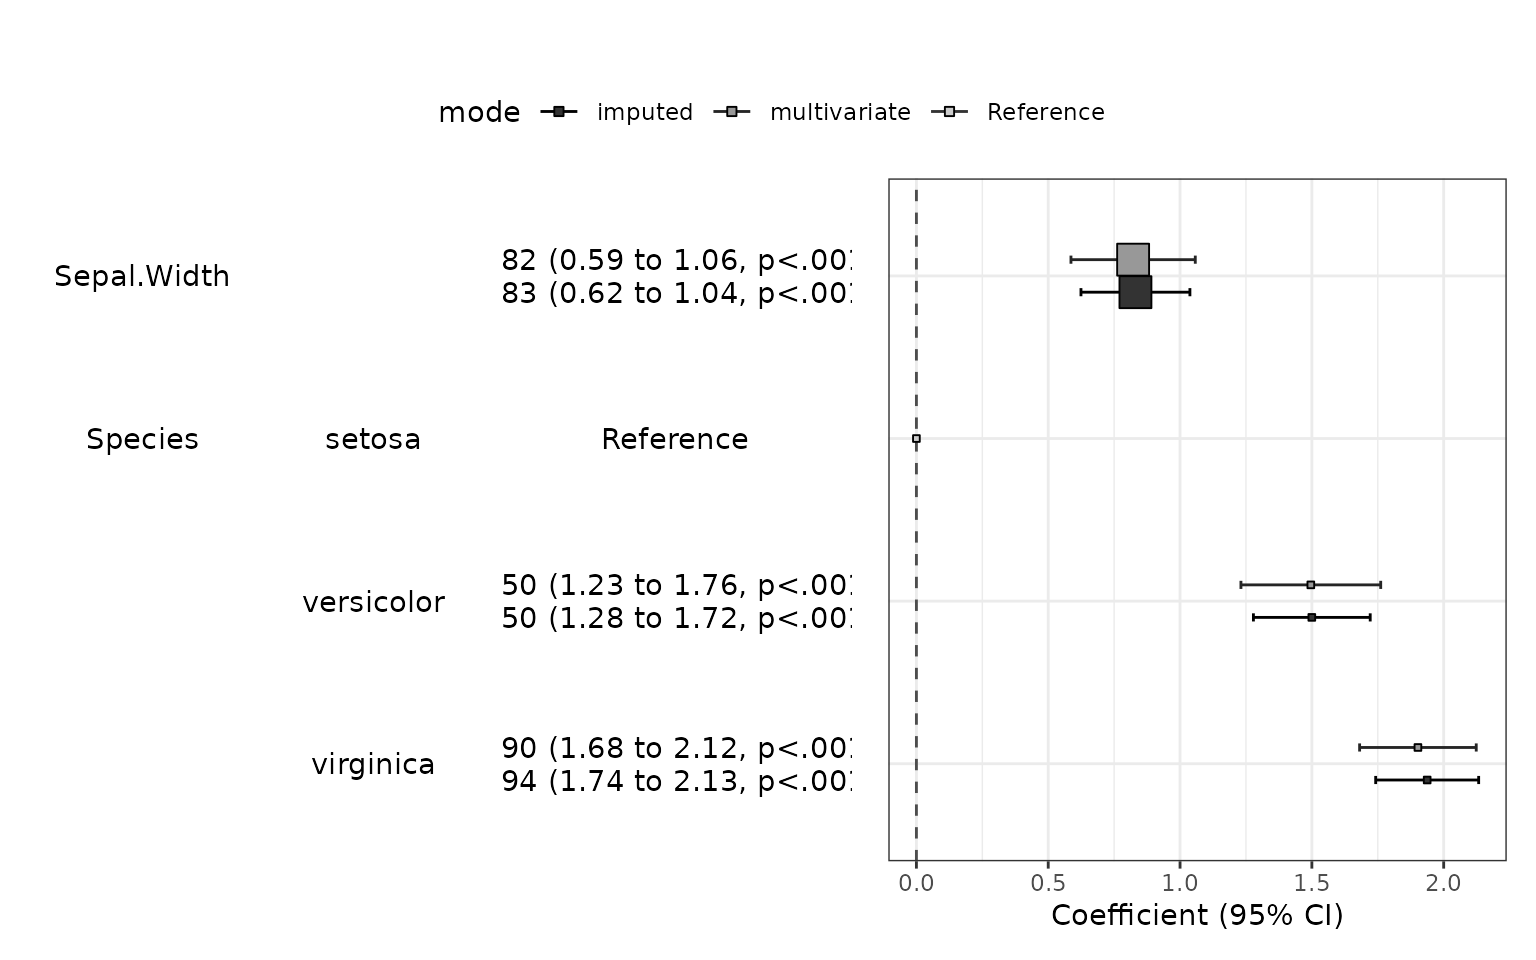 mode imputed multivariate Reference
Sepal.Width
82 (0.59 to 1.06, p<.00
83 (0.62 to 1.04, p<.00
Species setosa Reference
versicolor
50 (1.23 to 1.76, p<.00
50 (1.28 to 1.72, p<.00
virginica
90 (1.68 to 2.12, p<.00
94 (1.74 to 2.13, p<.00
0.0 0.5 1.0 1.5 2.0
Coefficient (95% CI)